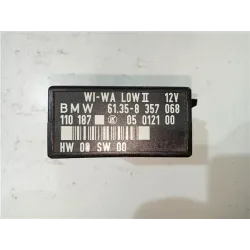 WI-WA LOW II 12V
BMW 61.35-8 357 068
110 187 05 0121 00
HW 00 SW 00